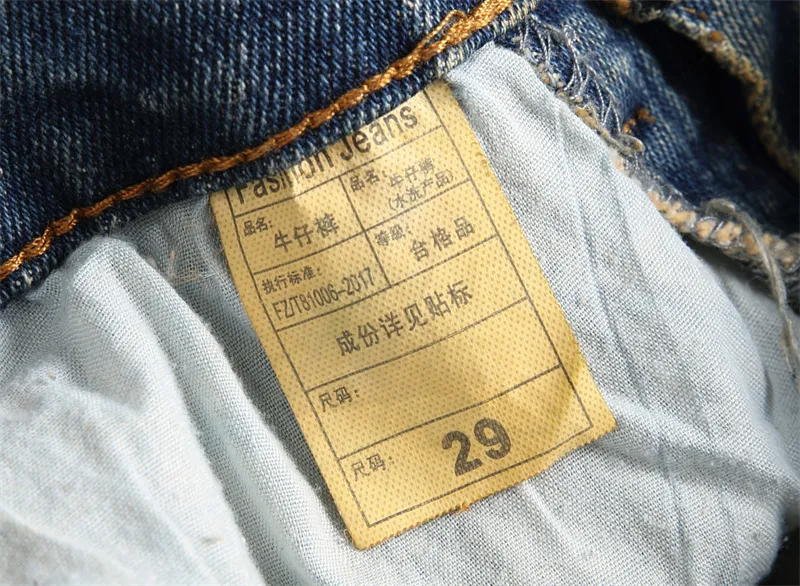 Fashion Jeans
品名: 牛仔裤
品名: 牛仔裤
(水洗产品)
执行标准:
FZ/T81006-2017
等级: 合格品
成份详见贴标
尺码:
尺码: 29